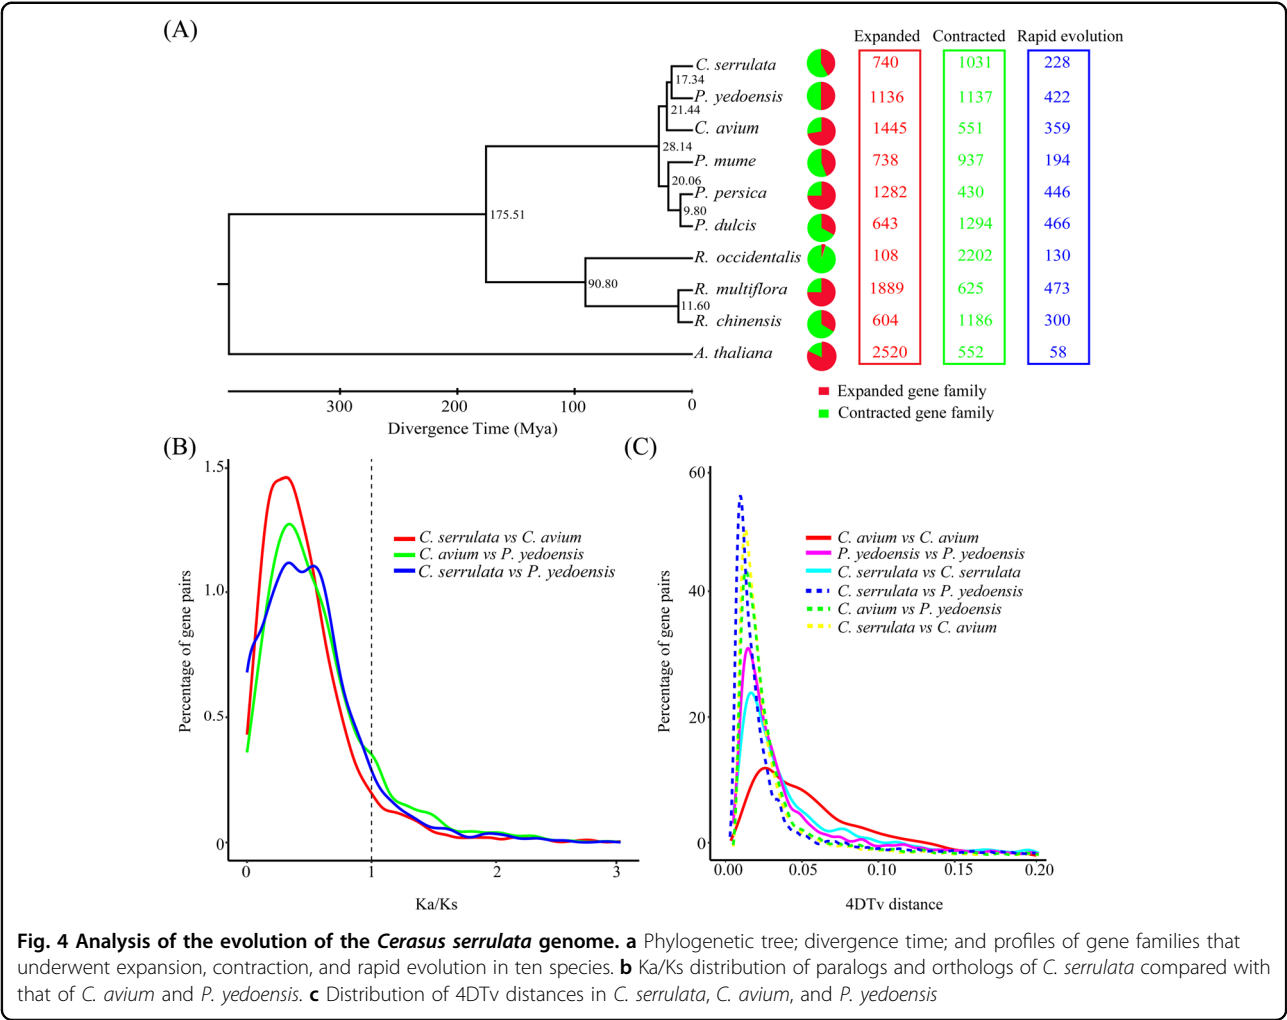 (A)
Expanded Contracted Rapid evolution
C. serrulata 740 1031 228
17.34
P. yedoensis 1136 1137 422
21.44
C. avium 1445 551 359
28.14
P. mume 738 937 194
20.06
P. persica 1282 430 446
9.80
P. dulcis 643 1294 466
175.51
R. occidentalis 108 2202 130
90.80
R. multiflora 1889 625 473
11.60
R. chinensis 604 1186 300
A. thaliana 2520 552 58
Expanded gene family
Contracted gene family
300 200 100 0
Divergence Time (Mya)
(B)
1.5
1.0
0.5
0
Percentage of gene pairs
C. serrulata vs C. avium
C. avium vs P. yedoensis
C. serrulata vs P. yedoensis
0 1 2 3
Ka/Ks
(C)
60
40
20
0
Percentage of gene pairs
C. avium vs C. avium
P. yedoensis vs P. yedoensis
C. serrulata vs C. serrulata
C. serrulata vs P. yedoensis
C. avium vs P. yedoensis
C. serrulata vs C. avium
0.00 0.05 0.10 0.15 0.20
4DTv distance
Fig. 4 Analysis of the evolution of the Cerasus serrulata genome. a Phylogenetic tree; divergence time; and profiles of gene families that
underwent expansion, contraction, and rapid evolution in ten species. b Ka/Ks distribution of paralogs and orthologs of C. serrulata compared with
that of C. avium and P. yedoensis. c Distribution of 4DTv distances in C. serrulata, C. avium, and P. yedoensis